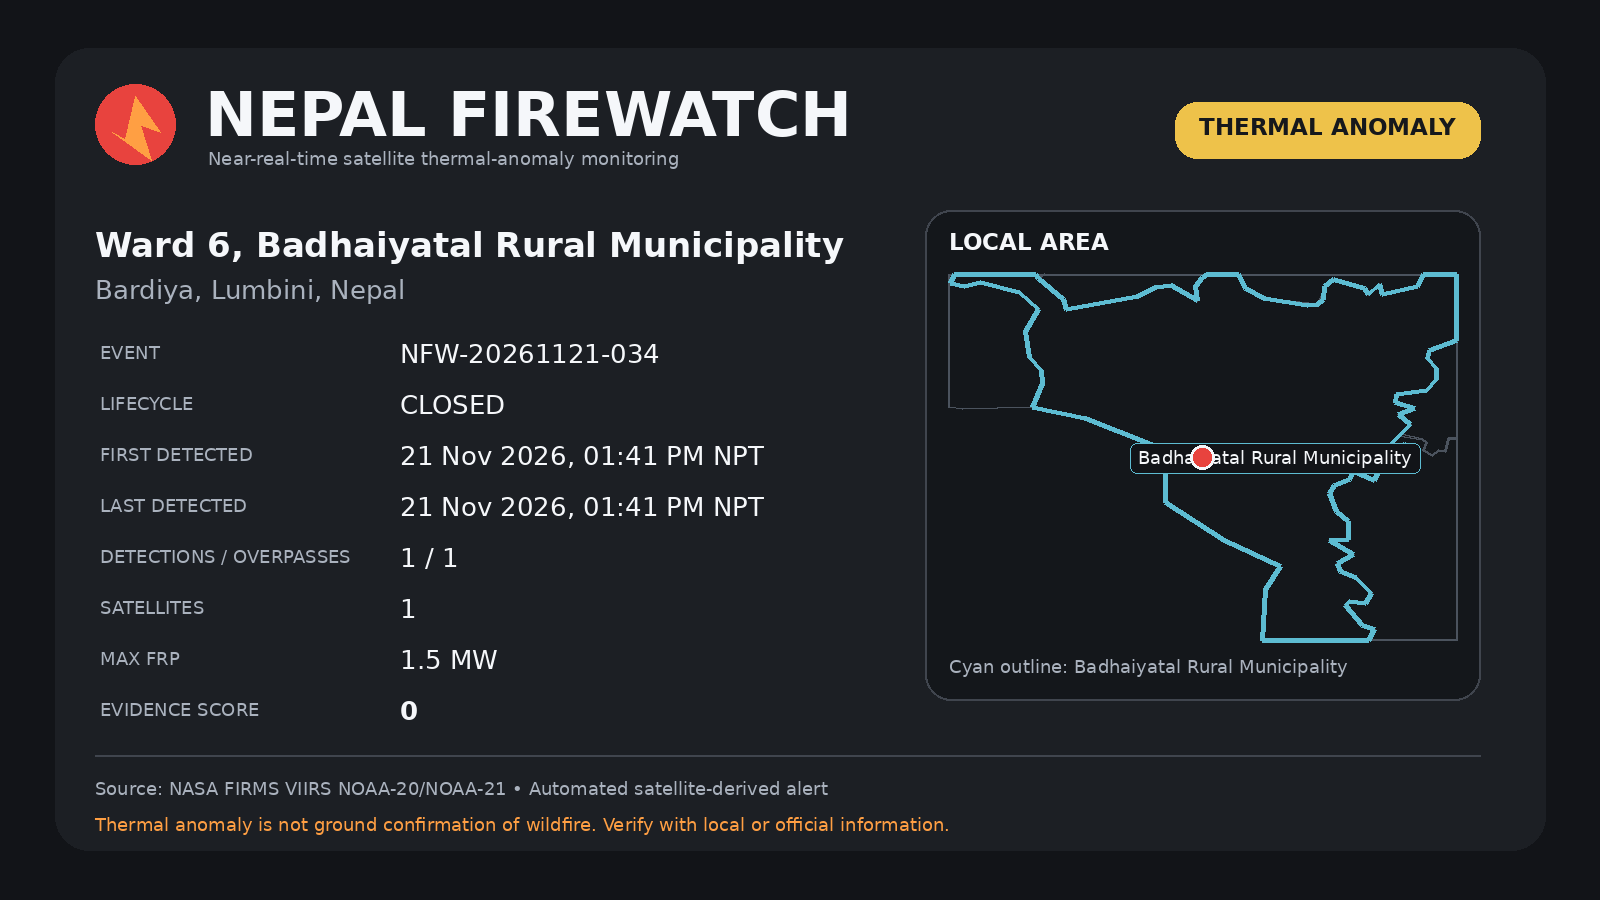 NEPAL FIREWATCH
Near-real-time satellite thermal-anomaly monitoring
THERMAL ANOMALY
Ward 6, Badhaiyatal Rural Municipality
Bardiya, Lumbini, Nepal
EVENT NFW-20261121-034
LIFECYCLE CLOSED
FIRST DETECTED 21 Nov 2026, 01:41 PM NPT
LAST DETECTED 21 Nov 2026, 01:41 PM NPT
DETECTIONS / OVERPASSES 1 / 1
SATELLITES 1
MAX FRP 1.5 MW
EVIDENCE SCORE 0
LOCAL AREA
Badhaiyatal Rural Municipality
Cyan outline: Badhaiyatal Rural Municipality
Source: NASA FIRMS VIIRS NOAA-20/NOAA-21 • Automated satellite-derived alert
Thermal anomaly is not ground confirmation of wildfire. Verify with local or official information.